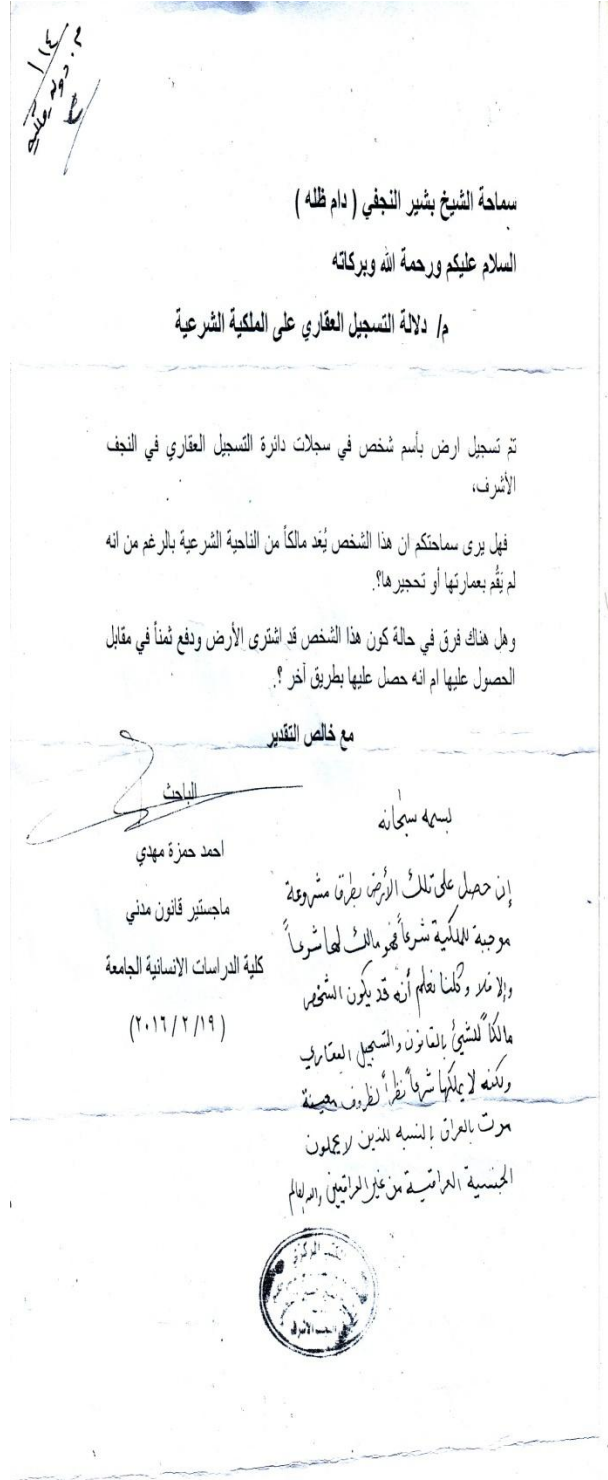 سماحة الشيخ بشير النجفي ( دام ظله )
السلام عليكم ورحمة الله وبركاته
م/ دلالة التسجيل العقاري على الملكية الشرعية
تمّ تسجيل ارض بأسم شخص في سجلات دائرة التسجيل العقاري في النجف
الأشرف،
فهل يرى سماحتكم ان هذا الشخص يُعَد مالكاً من الناحية الشرعية بالرغم من انه
لم يَقُم بعمارتها أو تحجيرها؟.
وهل هناك فرق في حالة كون هذا الشخص قد اشترى الأرض ودفع ثمناً في مقابل
الحصول عليها ام انه حصل عليها بطريق آخر ؟.
مع خالص التقدير
الباحث
احمد حمزة مهدي
ماجستير قانون مدني
كلية الدراسات الانسانية الجامعة
( ٢٠١٦ / ٢ /١٩ )
بسمه سبحانه
إن حصل على تلك الأرض بطرق مشروعة
موجبة للملكية شرعاً فهو مالك لها شرعاً
وإلا فلا وكلنا نعلم أنه قد يكون الشخص
مالكاً للشيئ بالقانون والتسجيل العقاري
ولكنه لا يملكها شرعاً نظراً لظروف معينة
مرت بالعراق بالنسبه للذين لا يحملون
الجنسية العراقية من غير العراقيين والله العالم
المكتب المركزي
النجف الأشرف